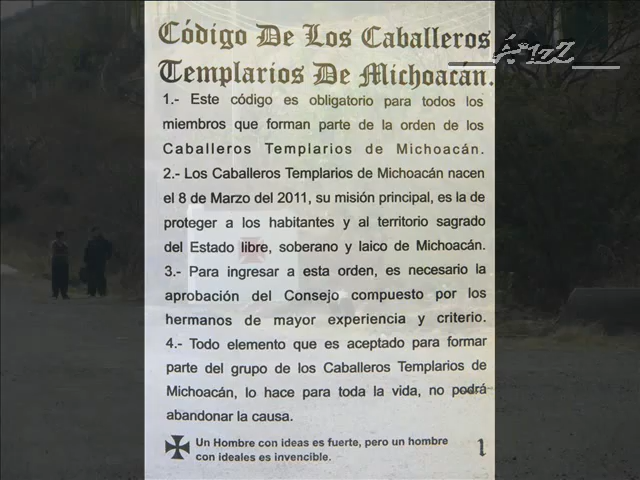 Código De Los Caballeros
Templarios De Michoacán.
1.- Este código es obligatorio para todos los
miembros que forman parte de la orden de los
Caballeros Templarios de Michoacán.
2.- Los Caballeros Templarios de Michoacán nacen
el 8 de Marzo del 2011, su misión principal, es la de
proteger a los habitantes y al territorio sagrado
del Estado libre, soberano y laico de Michoacán.
3.- Para ingresar a esta orden, es necesario la
aprobación del Consejo compuesto por los
hermanos de mayor experiencia y criterio.
4.- Todo elemento que es aceptado para formar
parte del grupo de los Caballeros Templarios de
Michoacán, lo hace para toda la vida, no podrá
abandonar la causa.
Un Hombre con ideas es fuerte, pero un hombre
con ideales es invencible.
1